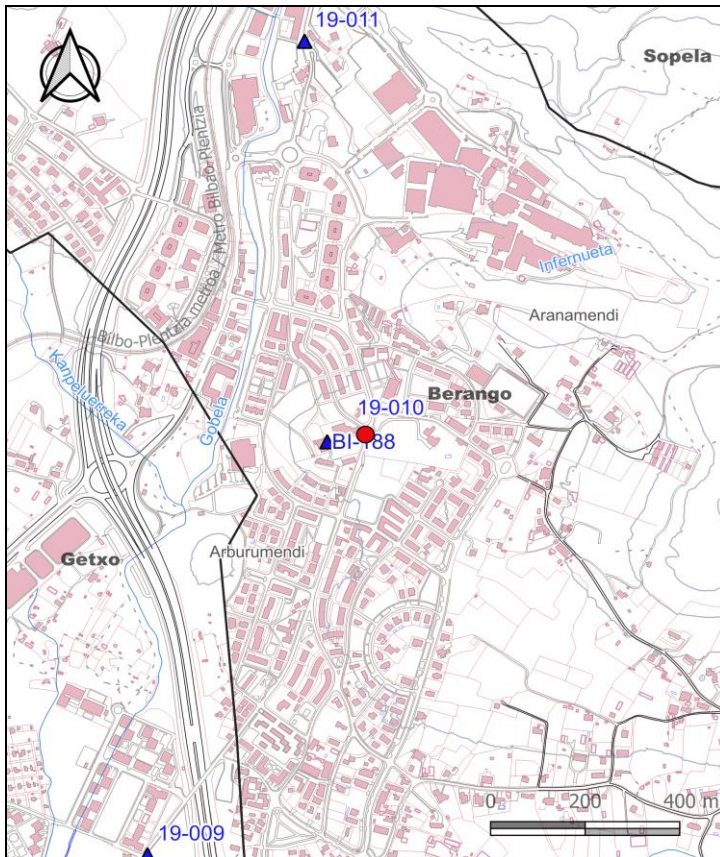 19-011
Sopela
Bilbo-Plentzia metroa / Metro Bilbao-Plentzia
Infernueta
Aranamendi
Kanpeluerreka
Gobela
Berango
19-010
BI-188
Getxo
Arburumendi
19-009
0 200 400 m